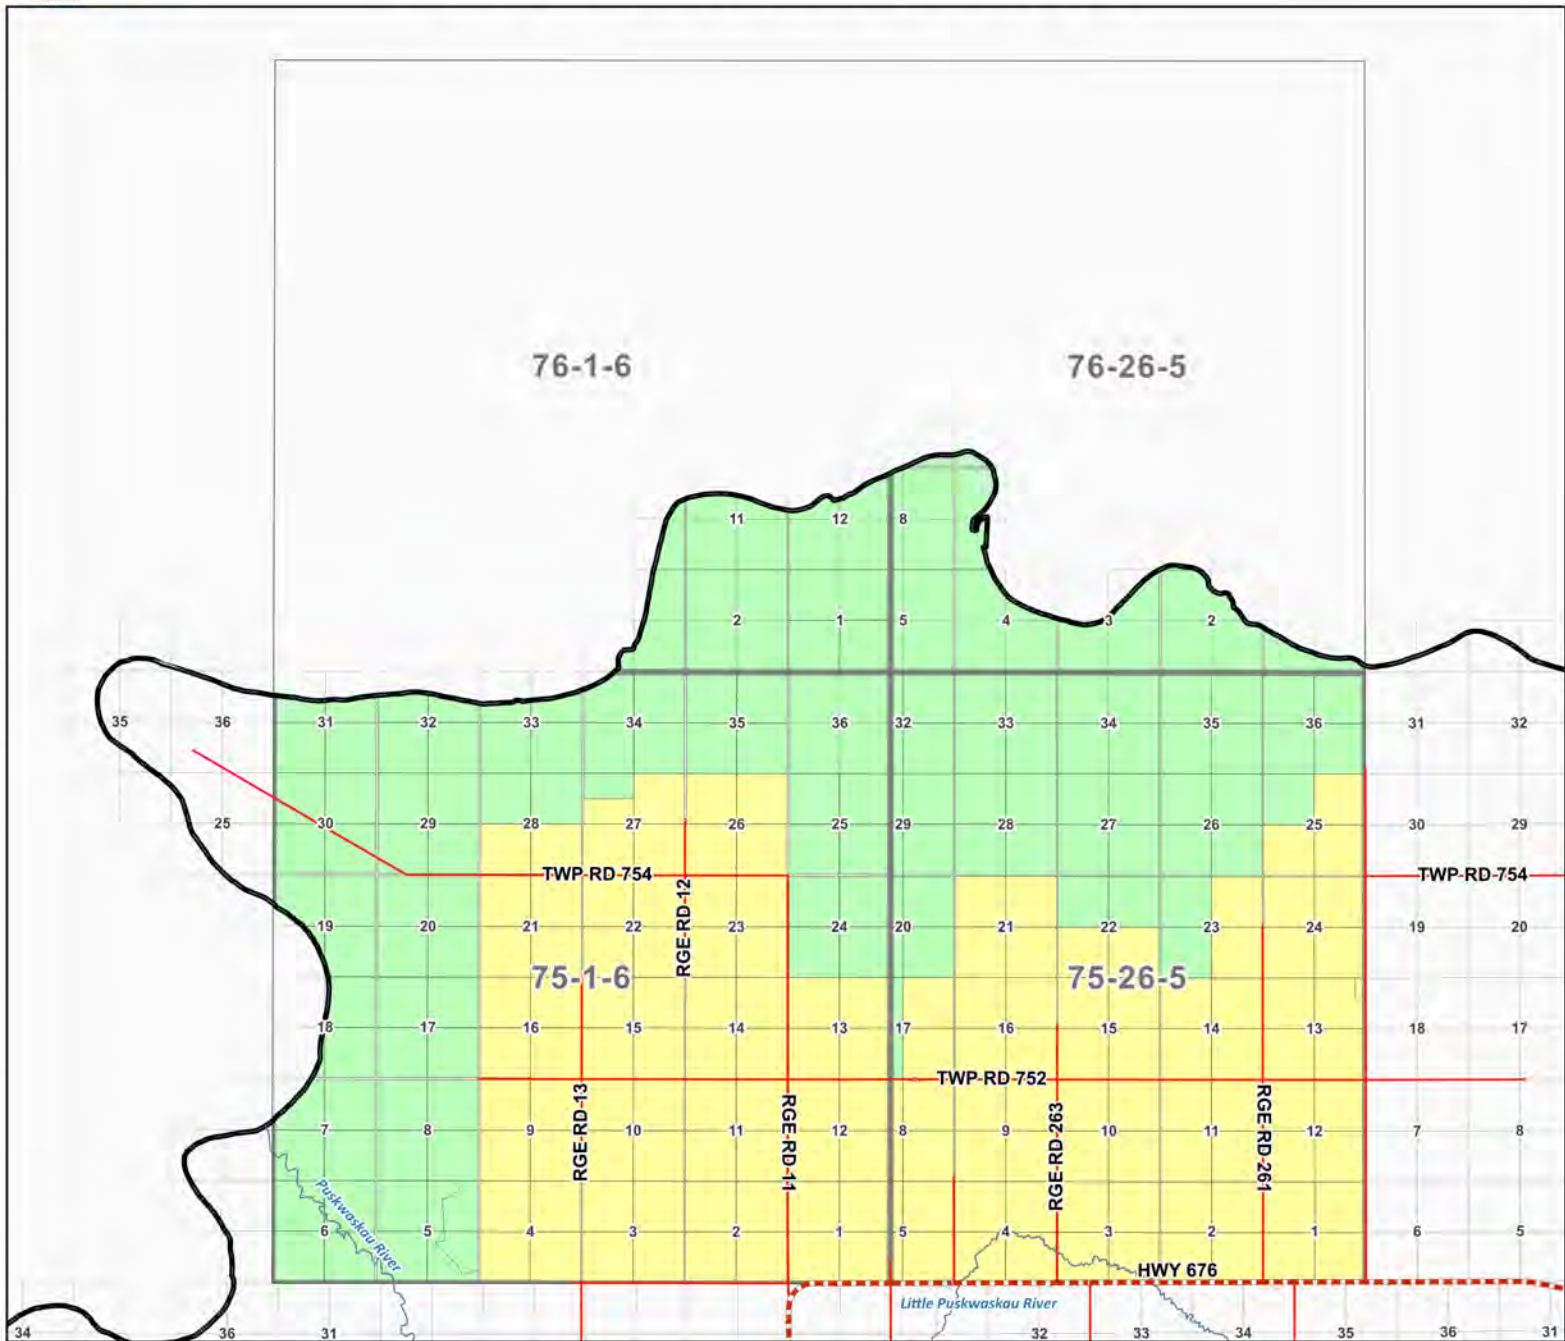 76-1-6 76-26-5
11 12 8
2 1 5 4 3 2
35 36 31 32 33 34 35 36 32 33 34 35 36 31 32
25 30 29 28 27 26 25 29 28 27 26 25 30 29
TWP RD 754 TWP RD 754
RGE-RD-12
19 20 21 22 23 24 20 21 22 23 24 19 20
75-1-6 75-26-5
18 17 16 15 14 13 17 16 15 14 13 18 17
TWP RD 752
RGE-RD-13
RGE-RD-11
RGE-RD-263
RGE-RD-261
7 8 9 10 11 12 8 9 10 11 12 7 8
Puskwaskau River
6 5 4 3 2 1 5 4 3 2 1 6 5
HWY 676
Little Puskwaskau River
34 36 31 32 33 34 35 36 31